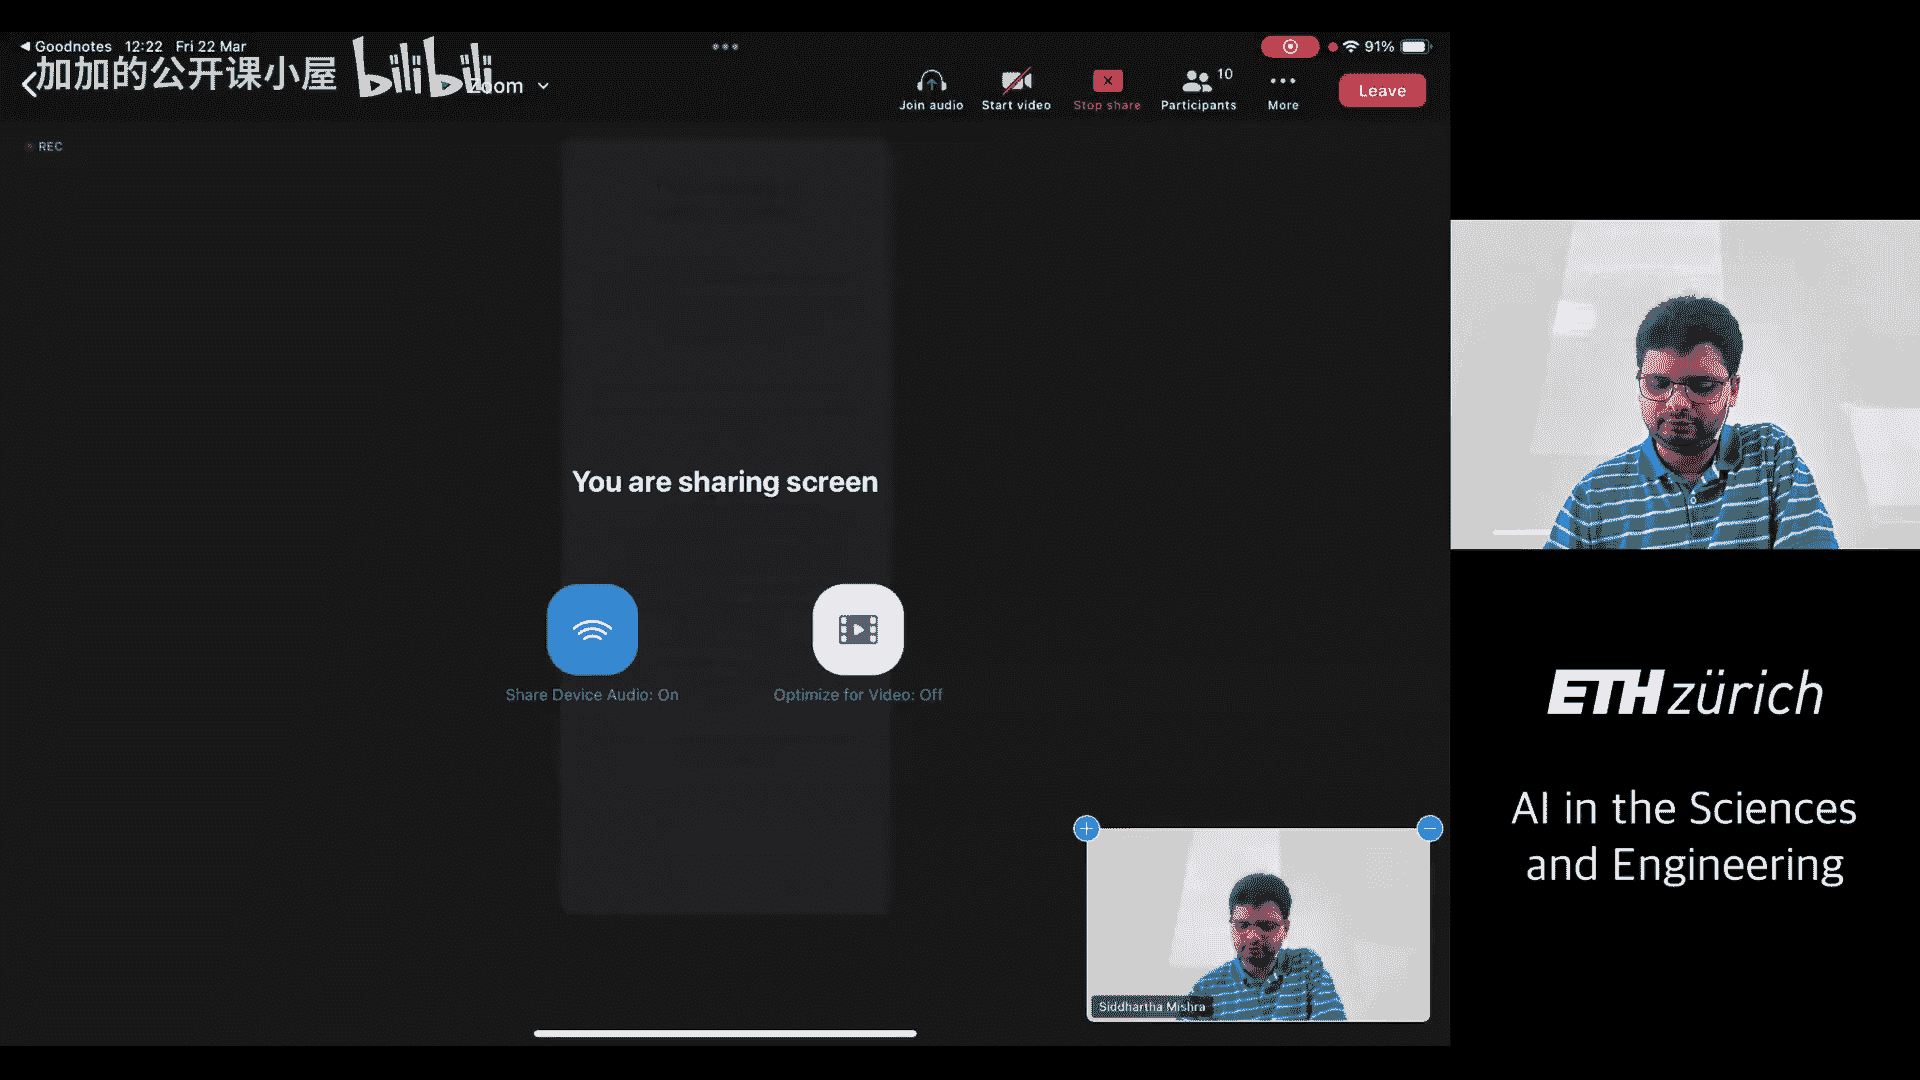 Goodnotes 12:22 Fri 22 Mar
91%
加加的公开课小屋 bilibili
Zoom
Join audio
Start video
Stop share
Participants 10
More
Leave
REC
You are sharing screen
Share Device Audio: On
Optimize for Video: Off
Siddhartha Mishra
ETH zürich
AI in the Sciences
and Engineering